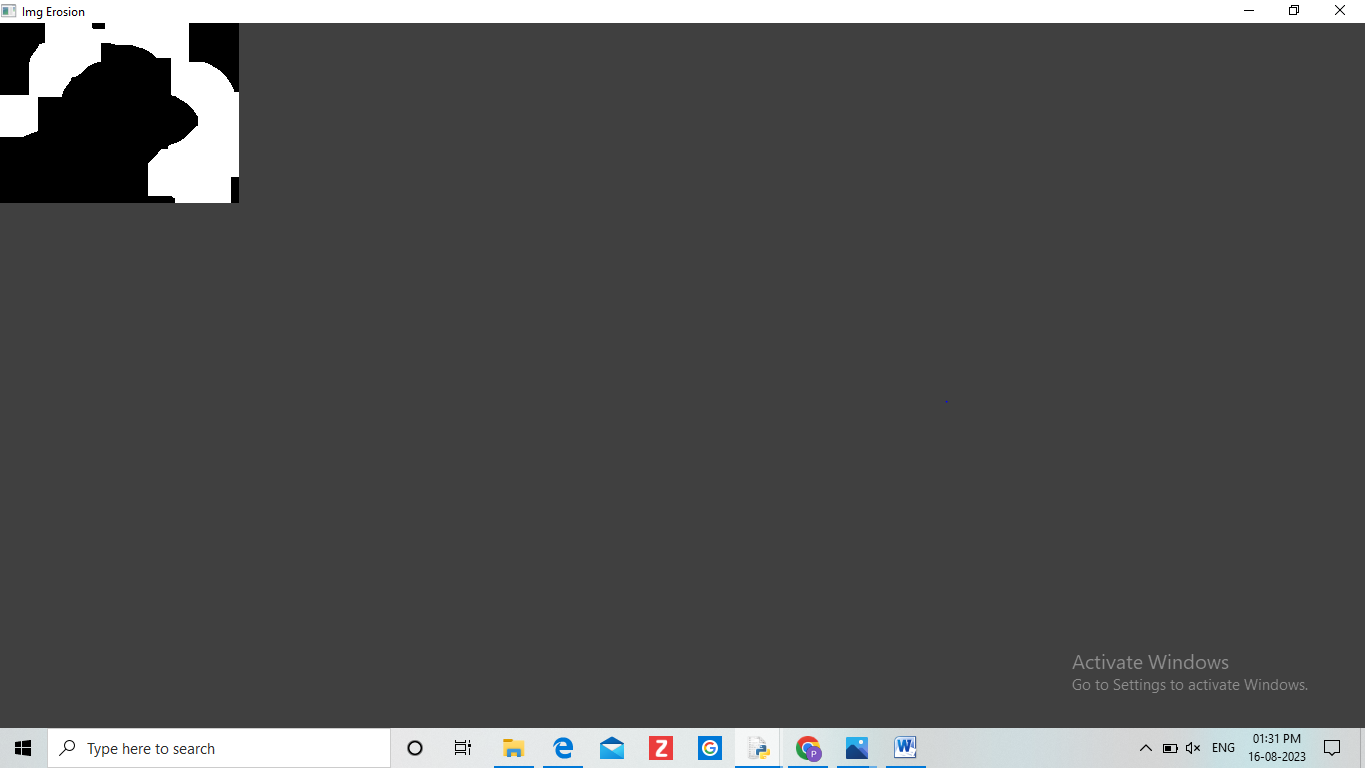 Img Erosion
Activate Windows
Go to Settings to activate Windows.
Type here to search
ENG
01:31 PM
16-08-2023
Z
G
P
W